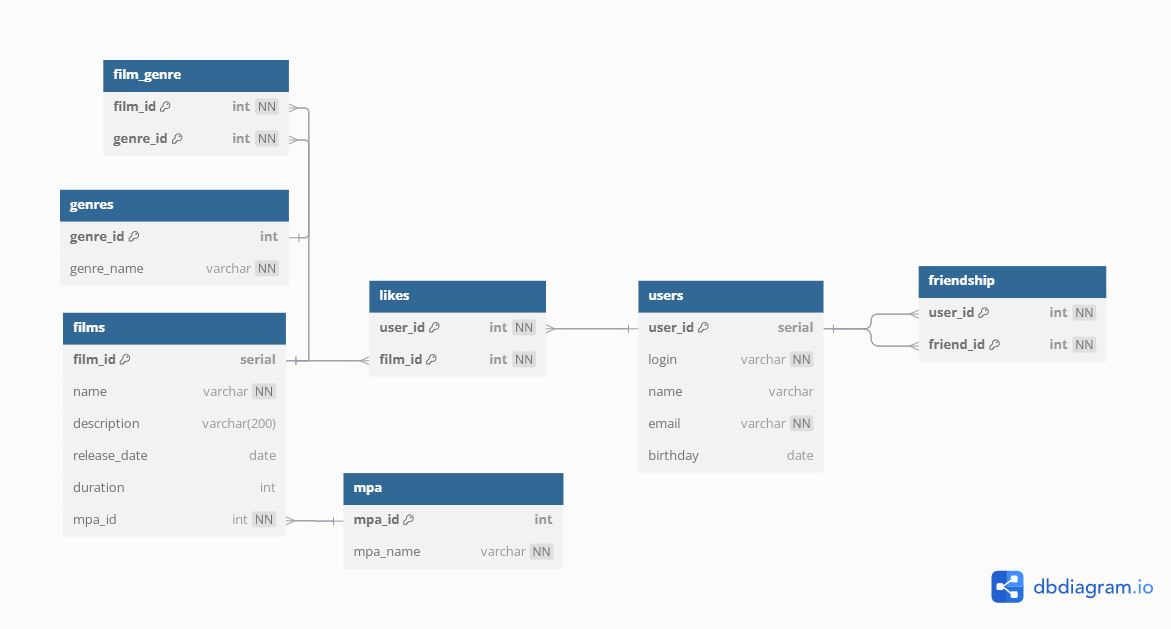 film_genre
film_id int NN
genre_id int NN
genres
genre_id int
genre_name varchar NN
films
film_id serial
name varchar NN
description varchar(200)
release_date date
duration int
mpa_id int NN
likes
user_id int NN
film_id int NN
mpa
mpa_id int
mpa_name varchar NN
users
user_id serial
login varchar NN
name varchar
email varchar NN
birthday date
friendship
user_id int NN
friend_id int NN
dbdiagram.io